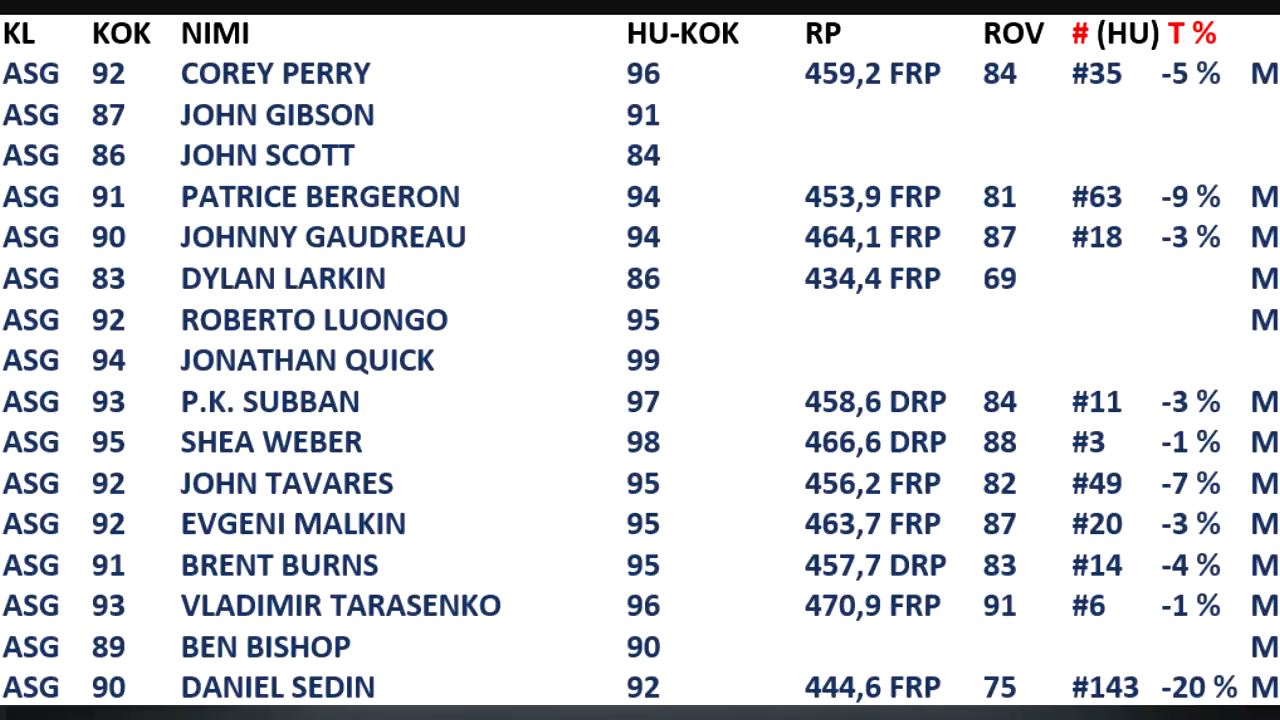 KL KOK NIMI HU-KOK RP ROV # (HU) T %
ASG 92 COREY PERRY 96 459,2 FRP 84 #35 -5 % M
ASG 87 JOHN GIBSON 91
ASG 86 JOHN SCOTT 84
ASG 91 PATRICE BERGERON 94 453,9 FRP 81 #63 -9 % M
ASG 90 JOHNNY GAUDREAU 94 464,1 FRP 87 #18 -3 % M
ASG 83 DYLAN LARKIN 86 434,4 FRP 69 M
ASG 92 ROBERTO LUONGO 95 M
ASG 94 JONATHAN QUICK 99
ASG 93 P.K. SUBBAN 97 458,6 DRP 84 #11 -3 % M
ASG 95 SHEA WEBER 98 466,6 DRP 88 #3 -1 % M
ASG 92 JOHN TAVARES 95 456,2 FRP 82 #49 -7 % M
ASG 92 EVGENI MALKIN 95 463,7 FRP 87 #20 -3 % M
ASG 91 BRENT BURNS 95 457,7 DRP 83 #14 -4 % M
ASG 93 VLADIMIR TARASENKO 96 470,9 FRP 91 #6 -1 % M
ASG 89 BEN BISHOP 90 M
ASG 90 DANIEL SEDIN 92 444,6 FRP 75 #143 -20 % M